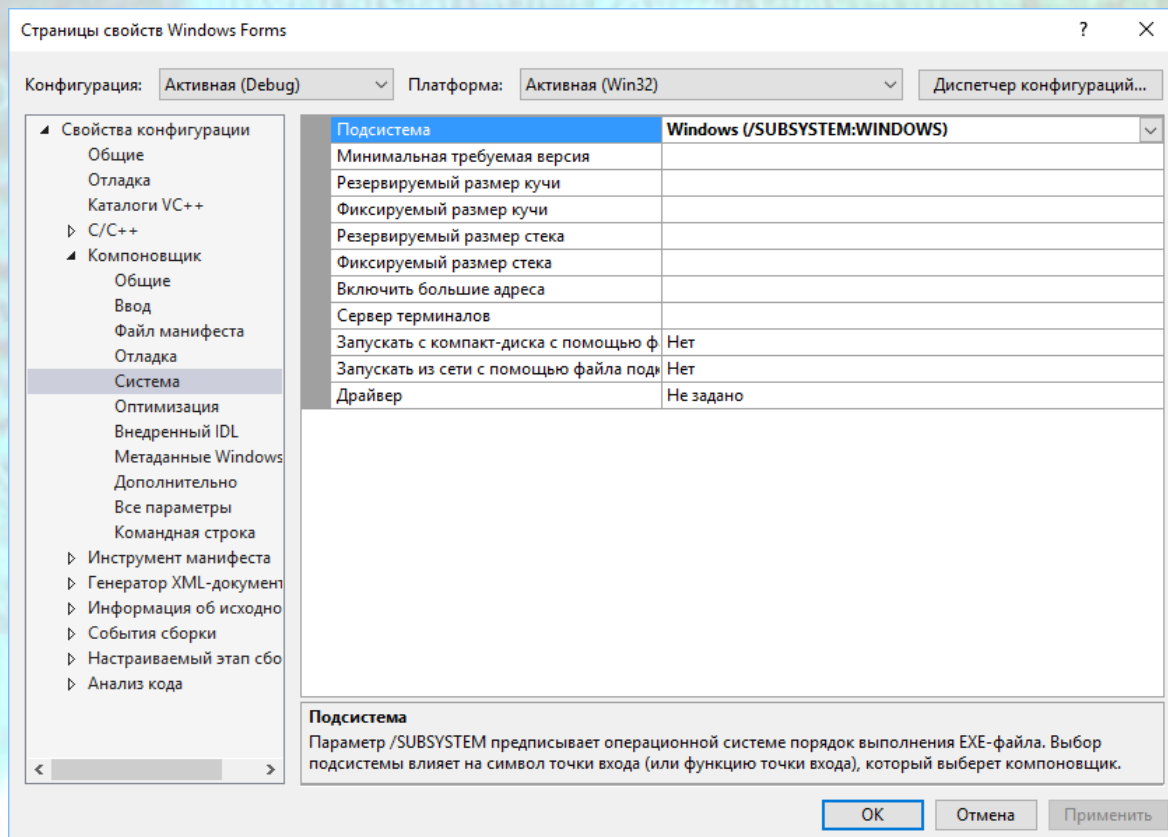 Страницы свойств Windows Forms
?
Конфигурация: Активная (Debug) Платформа: Активная (Win32) Диспетчер конфигураций...
Свойства конфигурации
Общие
Отладка
Каталоги VC++
C/C++
Компоновщик
Общие
Ввод
Файл манифеста
Отладка
Система
Оптимизация
Внедренный IDL
Метаданные Windows
Дополнительно
Все параметры
Командная строка
Инструмент манифеста
Генератор XML-документ
Информация об исходно
События сборки
Настраиваемый этап сбо
Анализ кода
Подсистема Windows (/SUBSYSTEM:WINDOWS)
Минимальная требуемая версия
Резервируемый размер кучи
Фиксируемый размер кучи
Резервируемый размер стека
Фиксируемый размер стека
Включить большие адреса
Сервер терминалов
Запускать с компакт-диска с помощью ф Нет
Запускать из сети с помощью файла подк Нет
Драйвер Не задано
Подсистема
Параметр /SUBSYSTEM предписывает операционной системе порядок выполнения EXE-файла. Выбор
подсистемы влияет на символ точки входа (или функцию точки входа), который выберет компоновщик.
ОК Отмена Применить